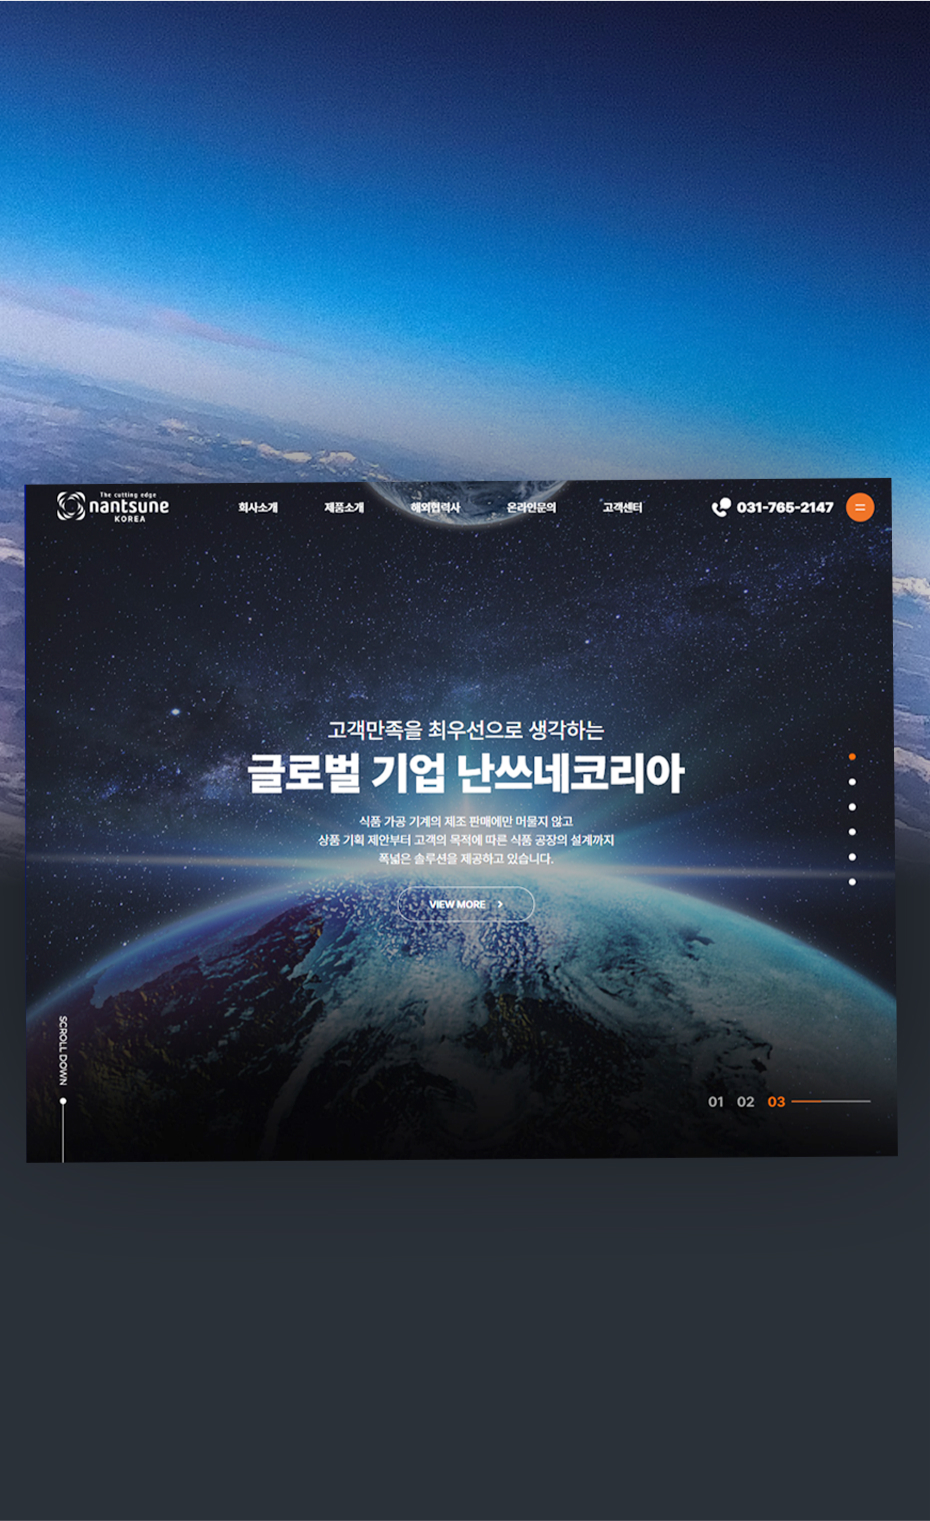 The cutting edge
nantsune
KOREA
회사소개
제품소개
해외협력사
온라인문의
고객센터
031-765-2147
고객만족을 최우선으로 생각하는
글로벌 기업 난쓰네코리아
식품 가공 기계의 제조 판매에만 머물지 않고
상품 기획 제안부터 고객의 목적에 따른 식품 공장의 설계까지
폭넓은 솔루션을 제공하고 있습니다.
VIEW MORE
SCROLL DOWN
01 02 03